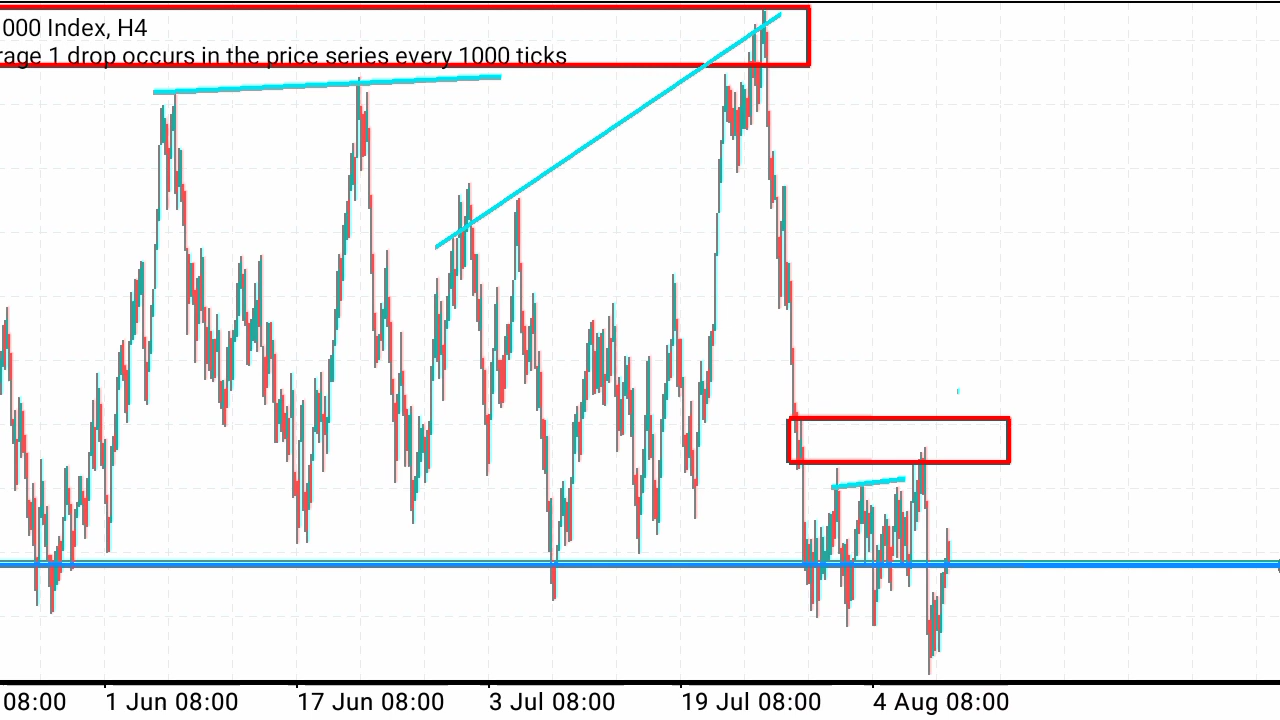 000 Index, H4
rage 1 drop occurs in the price series every 1000 ticks
08:00 1 Jun 08:00 17 Jun 08:00 3 Jul 08:00 19 Jul 08:00 4 Aug 08:00